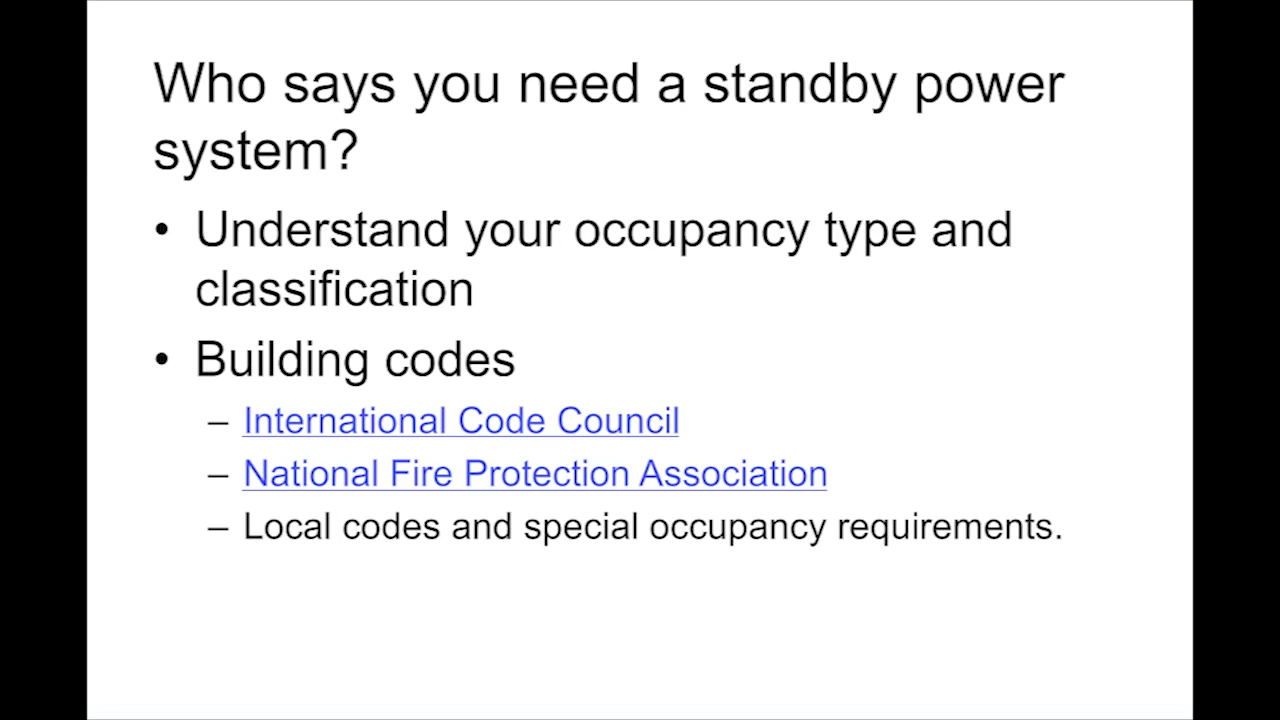 Who says you need a standby power
system?
• Understand your occupancy type and
classification
• Building codes
– International Code Council
– National Fire Protection Association
– Local codes and special occupancy requirements.